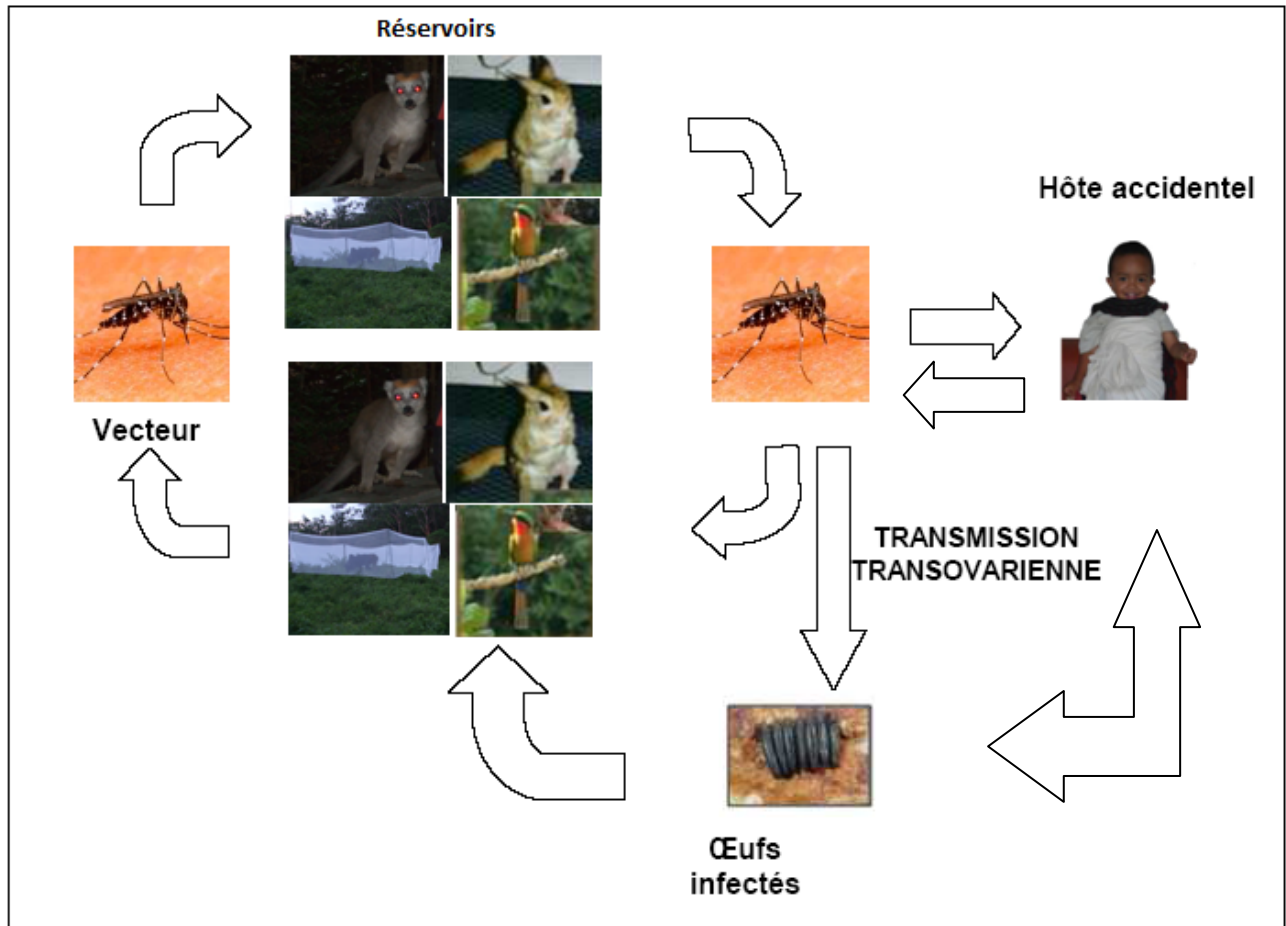 Réservoirs
Hôte accidentel
Vecteur
TRANSMISSION
TRANSOVARIENNE
Œufs
infectés